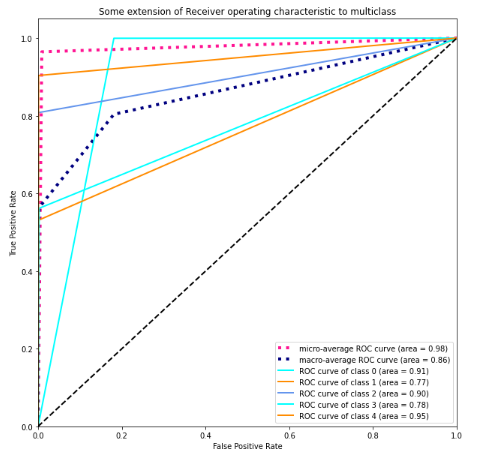 Some extension of Receiver operating characteristic to multiclass
1.0
0.8
0.6
0.4
0.2
0.0
True Positive Rate
micro-average ROC curve (area = 0.98)
macro-average ROC curve (area = 0.86)
ROC curve of class 0 (area = 0.91)
ROC curve of class 1 (area = 0.77)
ROC curve of class 2 (area = 0.90)
ROC curve of class 3 (area = 0.78)
ROC curve of class 4 (area = 0.95)
0.0 0.2 0.4 0.6 0.8 1.0
False Positive Rate